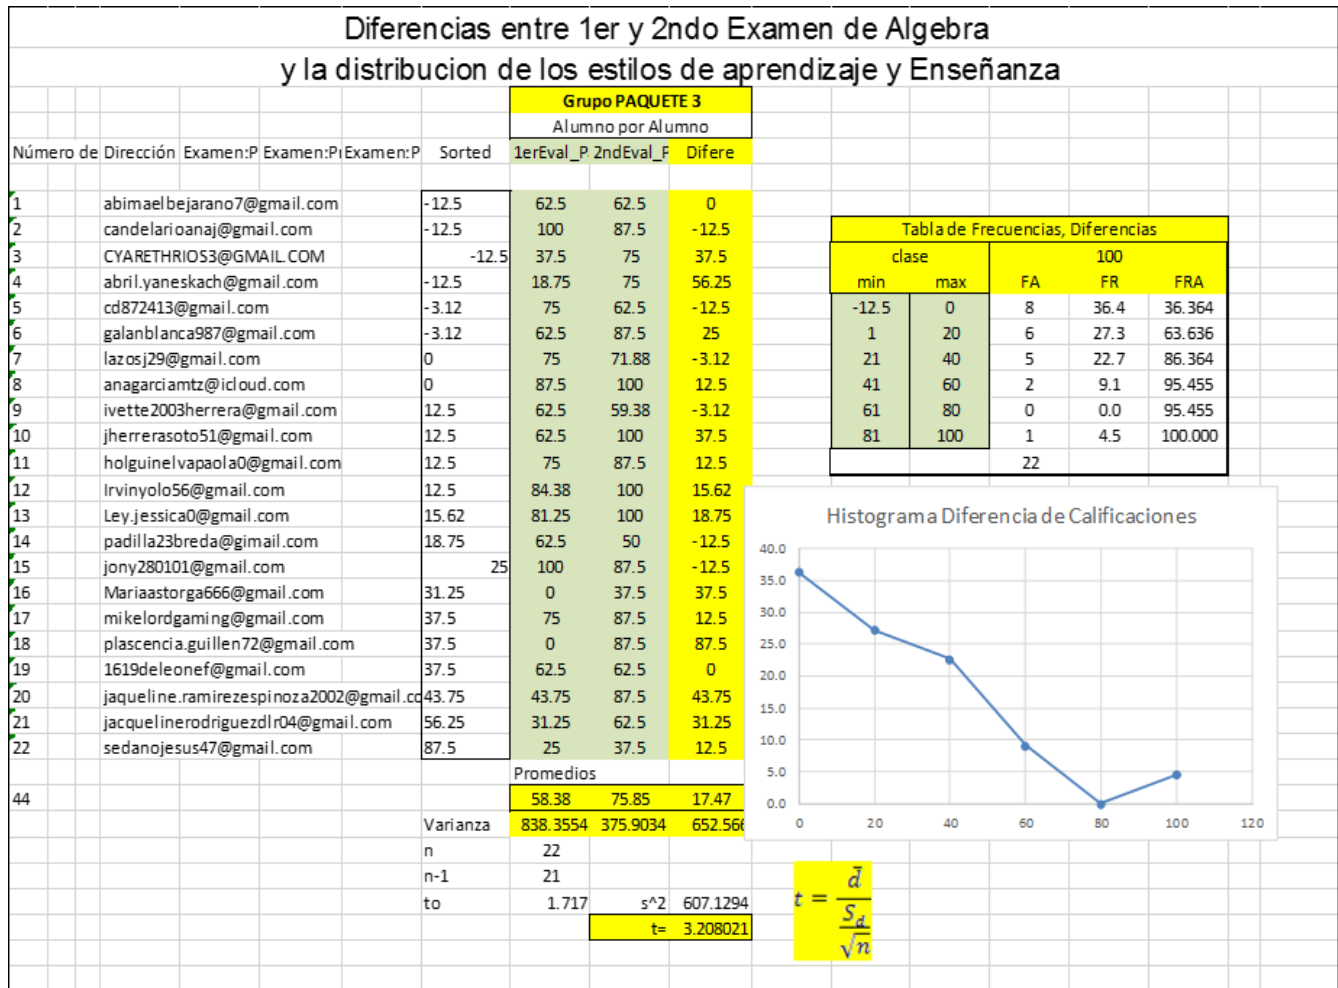 Diferencias entre 1er y 2ndo Examen de Algebra
y la distribucion de los estilos de aprendizaje y Enseñanza
Grupo PAQUETE 3
Alumno por Alumno
Número de Dirección Examen:P Examen:Pr Examen:P Sorted 1erEval_P 2ndEval_P Difere
1 abimaelbejarano7@gmail.com -12.5 62.5 62.5 0
2 candelarioanaj@gmail.com -12.5 100 87.5 -12.5
3 CYARETHRIOS3@GMAIL.COM -12.5 37.5 75 37.5
4 abril.yaneskach@gmail.com -12.5 18.75 75 56.25
5 cd872413@gmail.com -3.12 75 62.5 -12.5
6 galanblanca987@gmail.com -3.12 62.5 87.5 25
7 lazosj29@gmail.com 0 75 71.88 -3.12
8 anagarciamtz@icloud.com 0 87.5 100 12.5
9 ivette2003herrera@gmail.com 12.5 62.5 59.38 -3.12
10 jherrerasoto51@gmail.com 12.5 62.5 100 37.5
11 holguinelvapaola0@gmail.com 12.5 75 87.5 12.5
12 Irvinyolo56@gmail.com 12.5 84.38 100 15.62
13 Ley.jessica0@gmail.com 15.62 81.25 100 18.75
14 padilla23breda@gimail.com 18.75 62.5 50 -12.5
15 jony280101@gmail.com 25 100 87.5 -12.5
16 Mariaastorga666@gmail.com 31.25 0 37.5 37.5
17 mikelordgaming@gmail.com 37.5 75 87.5 12.5
18 plascencia.guillen72@gmail.com 37.5 0 87.5 87.5
19 1619deleonef@gmail.com 37.5 62.5 62.5 0
20 jaqueline.ramirezespinoza2002@gmail.co 43.75 43.75 87.5 43.75
21 jacquelinerodriguezdlr04@gmail.com 56.25 31.25 62.5 31.25
22 sedanojesus47@gmail.com 87.5 25 37.5 12.5
Promedios
44 58.38 75.85 17.47
Varianza 838.3554 375.9034 652.566
n 22
n-1 21
to 1.717 s^2 607.1294
t= 3.208021
Tabla de Frecuencias, Diferencias
clase 100
min max FA FR FRA
-12.5 0 8 36.4 36.364
1 20 6 27.3 63.636
21 40 5 22.7 86.364
41 60 2 9.1 95.455
61 80 0 0.0 95.455
81 100 1 4.5 100.000
22
Histograma Diferencia de Calificaciones
40.0
35.0
30.0
25.0
20.0
15.0
10.0
5.0
0.0
0 20 40 60 80 100 120
t = d̄ / (S_d / √n)